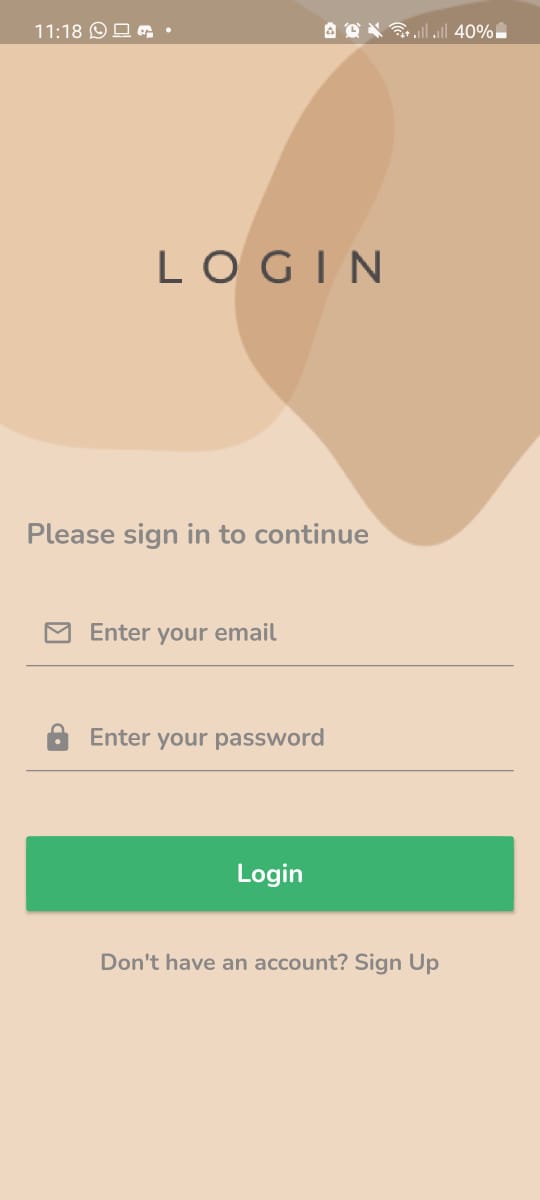 11:18 40%
LOGIN
Please sign in to continue
Enter your email
Enter your password
Login
Don't have an account? Sign Up